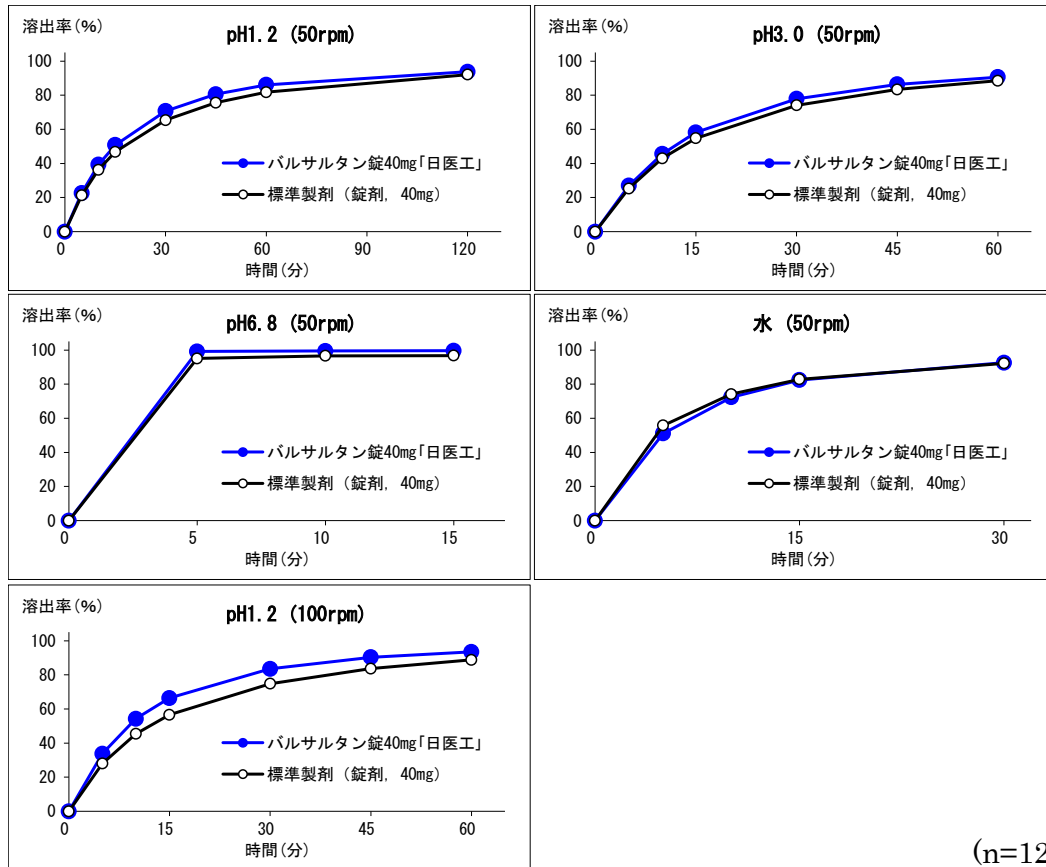 溶出率(%)
pH1.2 (50rpm)
100
80
60
40
20
0
バルサルタン錠40mg「日医工」
標準製剤(錠剤, 40mg)
0 30 60 90 120
時間(分)
溶出率(%)
pH3.0 (50rpm)
100
80
60
40
20
0
バルサルタン錠40mg「日医工」
標準製剤(錠剤, 40mg)
0 15 30 45 60
時間(分)
溶出率(%)
pH6.8 (50rpm)
100
80
60
40
20
0
バルサルタン錠40mg「日医工」
標準製剤(錠剤, 40mg)
0 5 10 15
時間(分)
溶出率(%)
水 (50rpm)
100
80
60
40
20
0
バルサルタン錠40mg「日医工」
標準製剤(錠剤, 40mg)
0 15 30
時間(分)
溶出率(%)
pH1.2 (100rpm)
100
80
60
40
20
0
バルサルタン錠40mg「日医工」
標準製剤(錠剤, 40mg)
0 15 30 45 60
時間(分)
(n=12